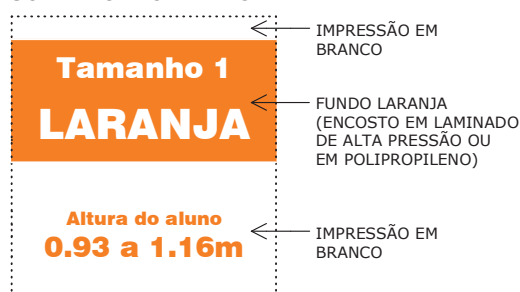 IMPRESSÃO EM
BRANCO
Tamanho 1
LARANJA
FUNDO LARANJA
(ENCOSTO EM LAMINADO
DE ALTA PRESSÃO OU
EM POLIPROPILENO)
Altura do aluno
0.93 a 1.16m
IMPRESSÃO EM
BRANCO